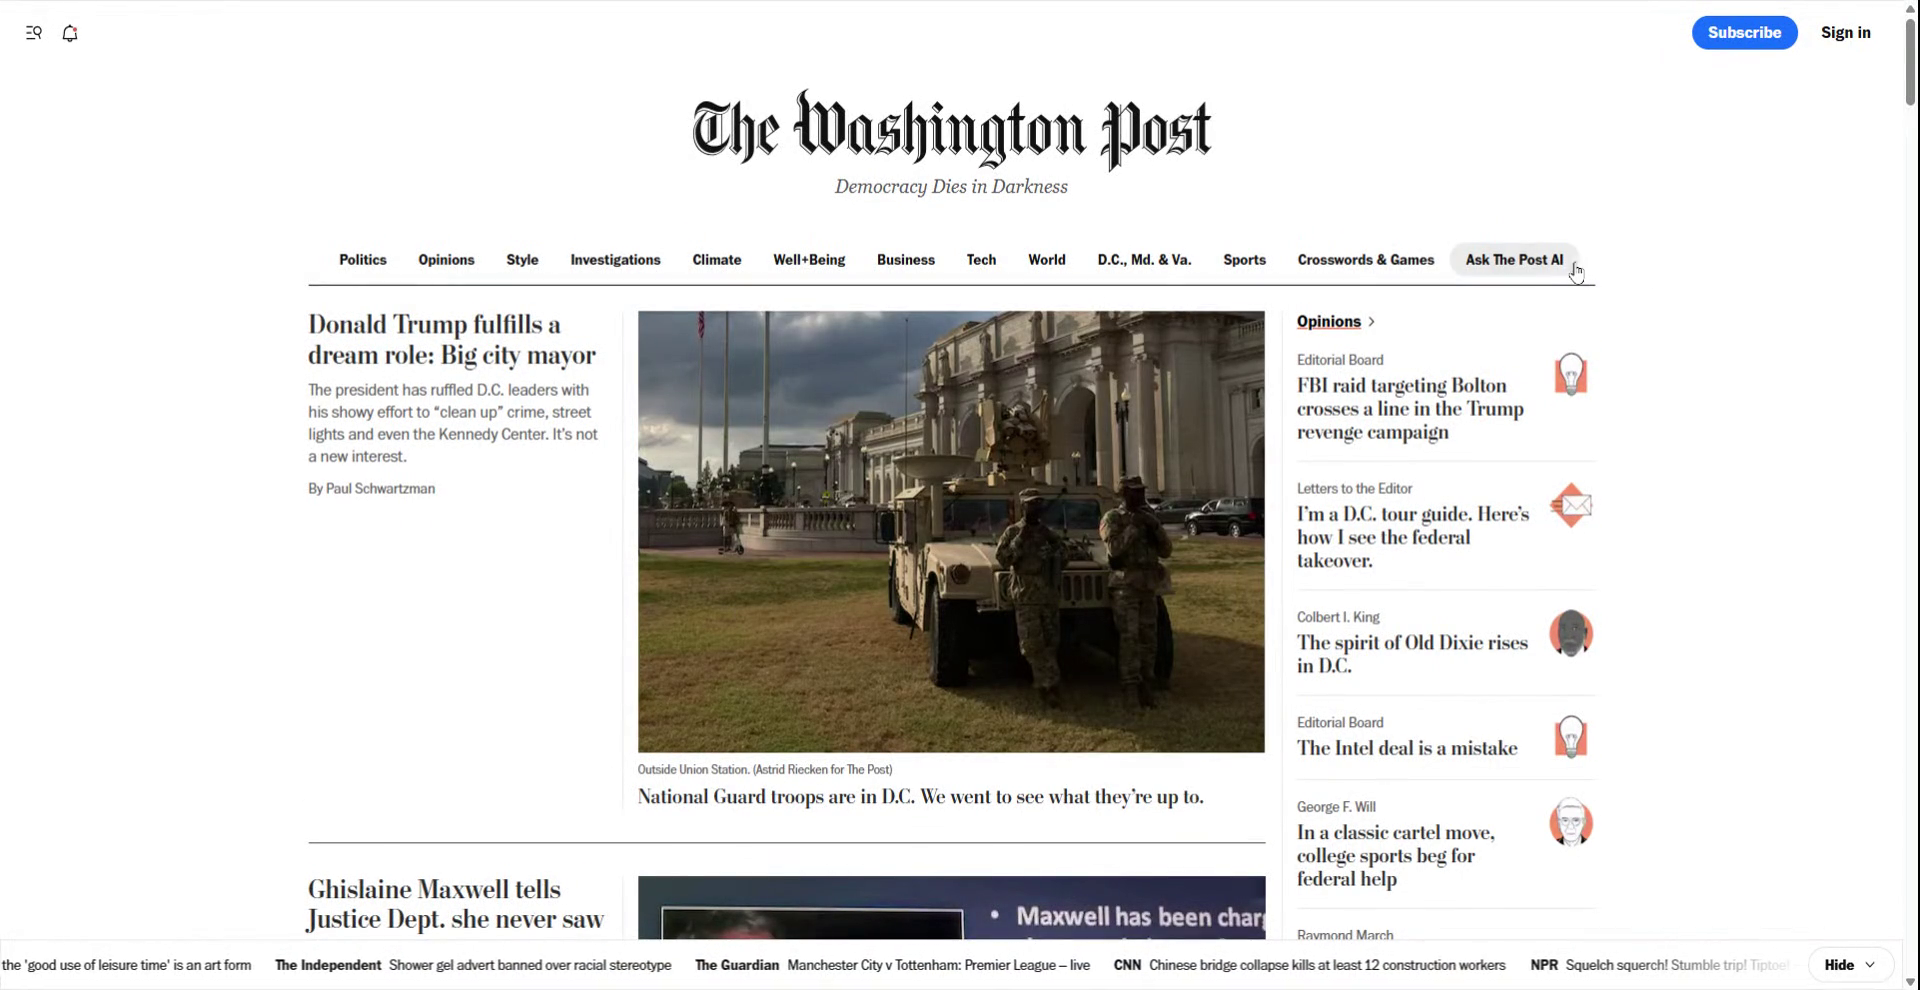 Subscribe
Sign in
The Washington Post
Democracy Dies in Darkness
Politics
Opinions
Style
Investigations
Climate
Well+Being
Business
Tech
World
D.C., Md. & Va.
Sports
Crosswords & Games
Ask The Post AI
Donald Trump fulfills a
dream role: Big city mayor
The president has ruffled D.C. leaders with
his showy effort to “clean up” crime, street
lights and even the Kennedy Center. It’s not
a new interest.
By Paul Schwartzman
Outside Union Station. (Astrid Riecken for The Post)
National Guard troops are in D.C. We went to see what they’re up to.
Ghislaine Maxwell tells
Justice Dept. she never saw
• Maxwell has been char
Opinions >
Editorial Board
FBI raid targeting Bolton
crosses a line in the Trump
revenge campaign
Letters to the Editor
I’m a D.C. tour guide. Here’s
how I see the federal
takeover.
Colbert I. King
The spirit of Old Dixie rises
in D.C.
Editorial Board
The Intel deal is a mistake
George F. Will
In a classic cartel move,
college sports beg for
federal help
Raymond March
the 'good use of leisure time' is an art form The Independent Shower gel advert banned over racial stereotype The Guardian Manchester City v Tottenham: Premier League – live CNN Chinese bridge collapse kills at least 12 construction workers NPR Squelch squerch! Stumble trip! Tiptoe!
Hide